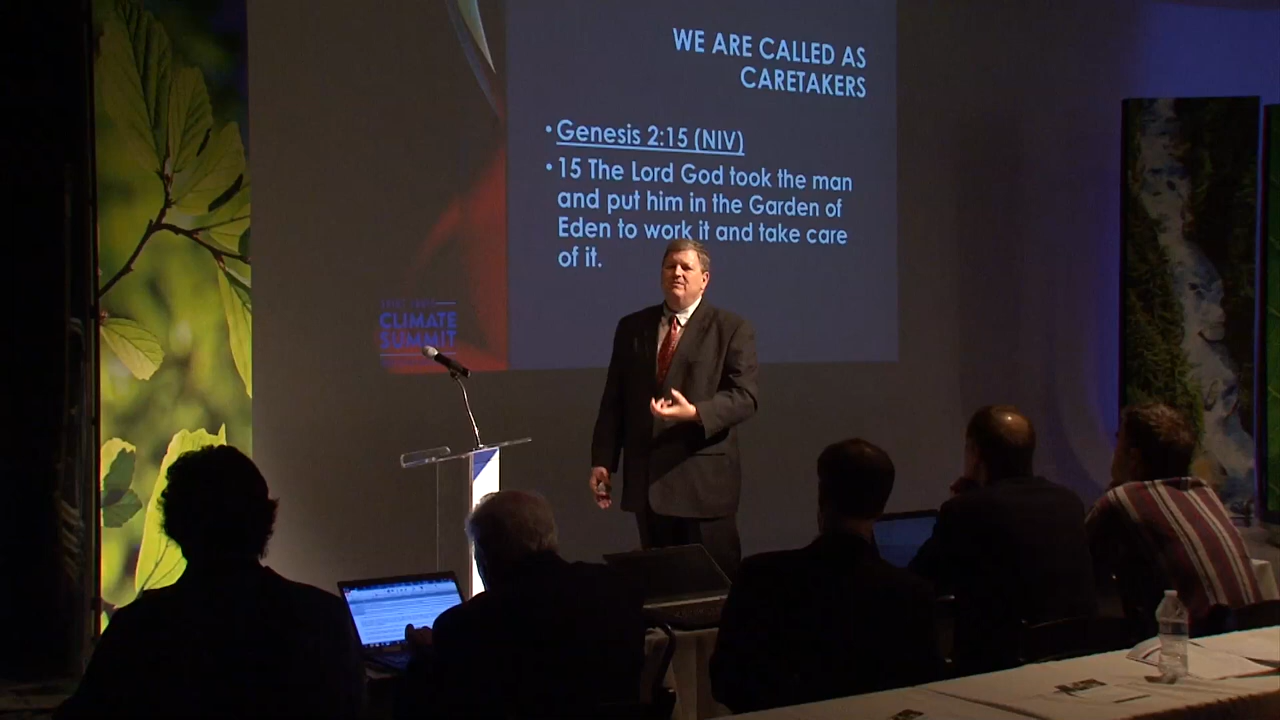 WE ARE CALLED AS
CARETAKERS
• Genesis 2:15 (NIV)
• 15 The Lord God took the man
and put him in the Garden of
Eden to work it and take care
of it.
CLIMATE
SUMMIT